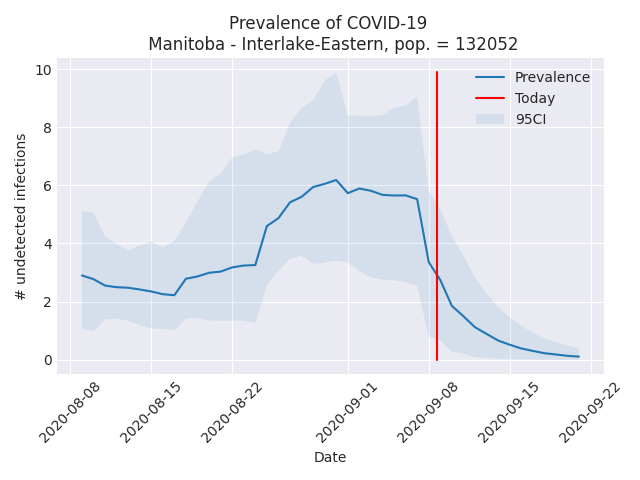 Prevalence of COVID-19
Manitoba - Interlake-Eastern, pop. = 132052
10
8
6
4
2
0
# undetected infections
Prevalence
Today
95CI
2020-08-08
2020-08-15
2020-08-22
2020-09-01
2020-09-08
2020-09-15
2020-09-22
Date